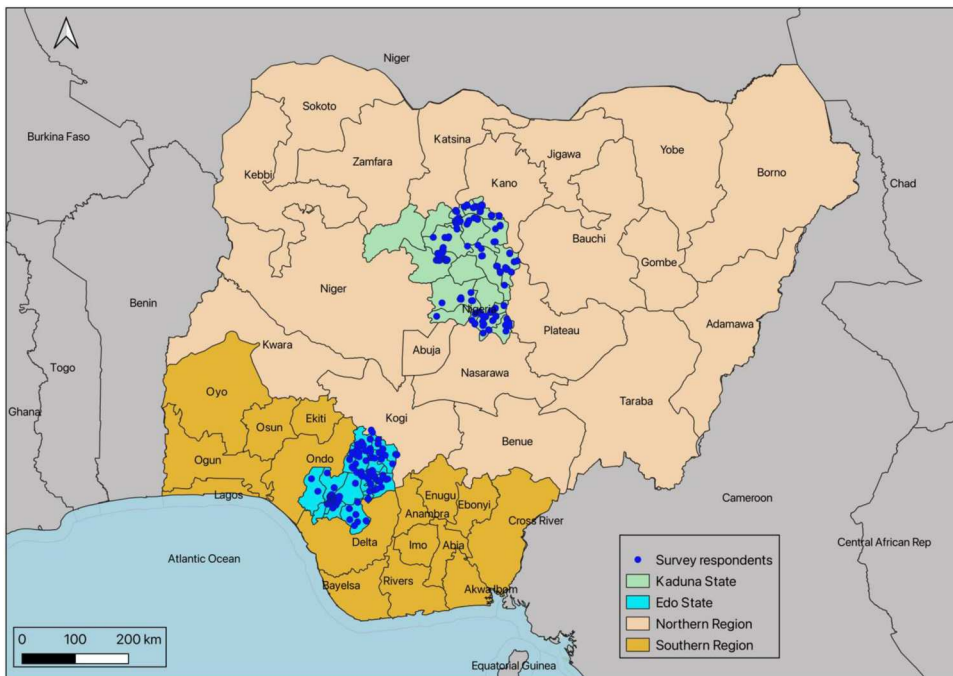 Niger
Sokoto
Burkina Faso
Katsina
Yobe
Jigawa
Zamfara
Borno
Kebbi
Kano
Chad
Bauchi
Gombe
Niger
Benin
Nigeria
Adamawa
Plateau
Kwara
Abuja
Togo
Nasarawa
Oyo
Taraba
Ghana
Ekiti
Kogi
Osun
Benue
Ondo
Ogun
Lagos
Enugu
Ebonyi
Cameroon
Anambra
Cross River
Delta
Imo
Abia
Central African Rep
Atlantic Ocean
Bayelsa
Rivers
Akwa Ibom
Survey respondents
Kaduna State
Edo State
Northern Region
Southern Region
0 100 200 km
Equatorial Guinea